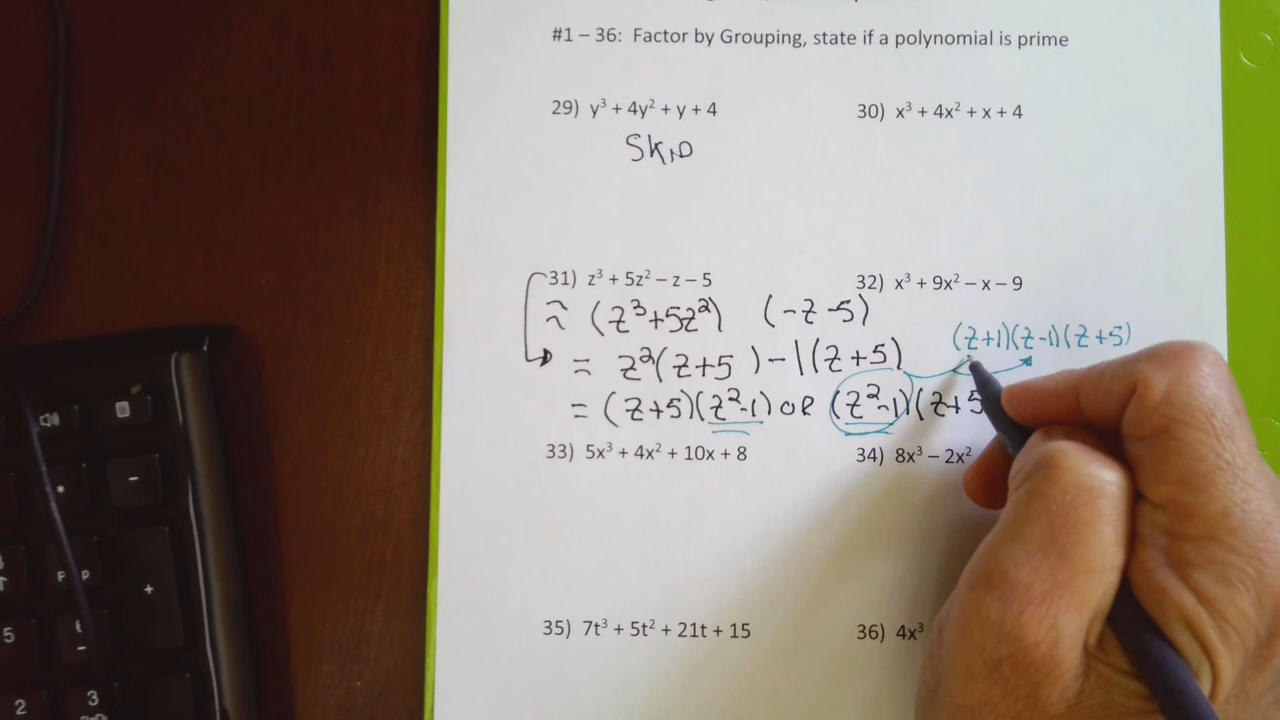 #1 – 36: Factor by Grouping, state if a polynomial is prime
29) y³ + 4y² + y + 4
30) x³ + 4x² + x + 4
Skip
31) z³ + 5z² – z – 5
32) x³ + 9x² – x – 9
(z³+5z²) (-z-5)
(z+1)(z-1)(z+5)
= z²(z+5) -1(z+5)
= (z+5)(z²-1) or (z²-1)(z+5
33) 5x³ + 4x² + 10x + 8
34) 8x³ – 2x²
35) 7t³ + 5t² + 21t + 15
36) 4x³
*
-
+
5
2
3